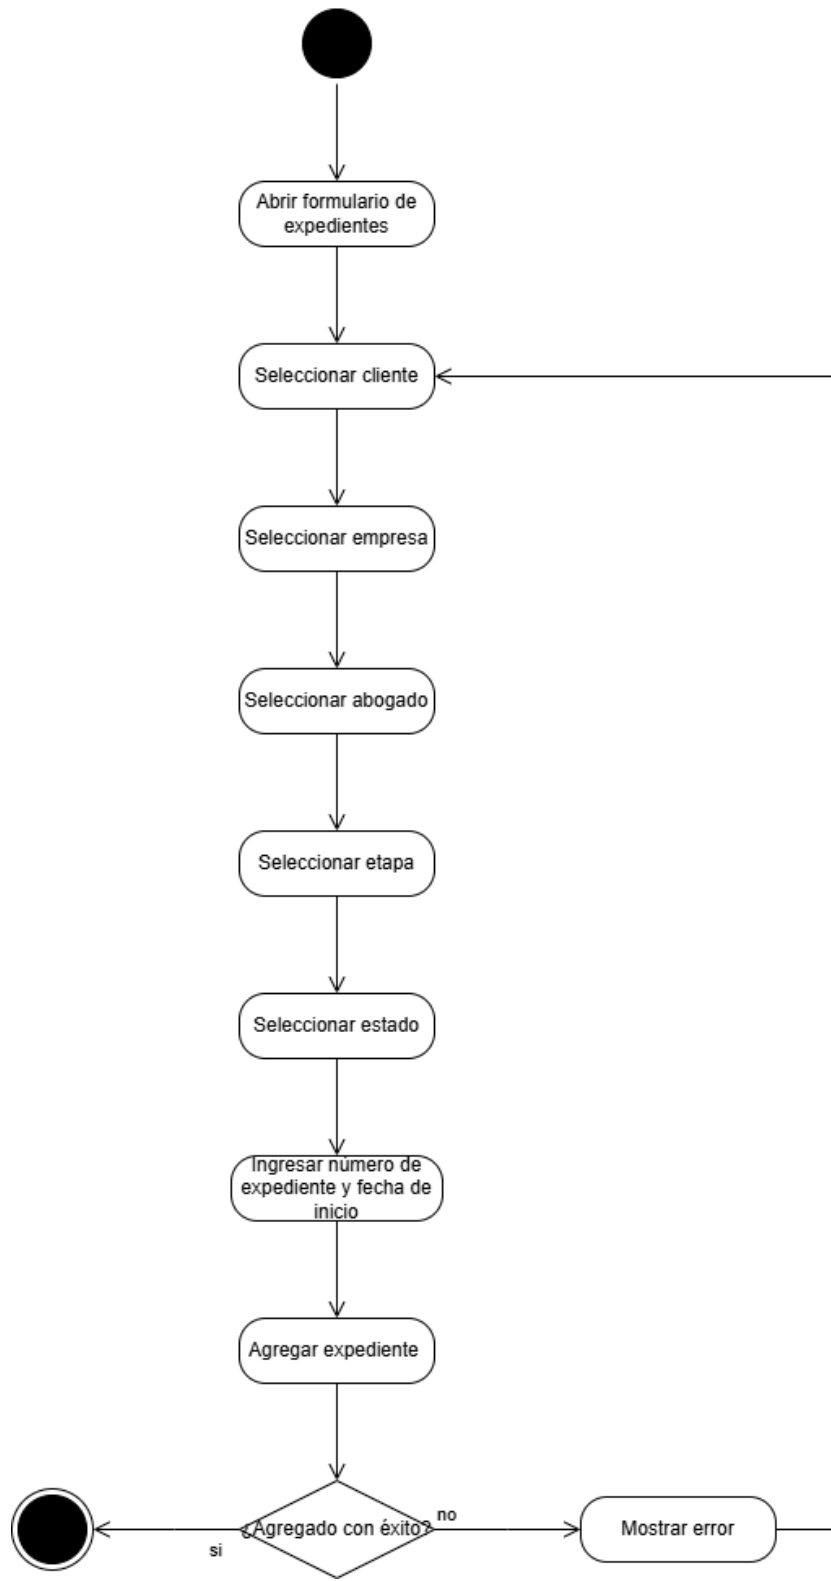 Abrir formulario de
expedientes
Seleccionar cliente
Seleccionar empresa
Seleccionar abogado
Seleccionar etapa
Seleccionar estado
Ingresar número de
expediente y fecha de
inicio
Agregar expediente
¿Agregado con éxito?
no
si
Mostrar error